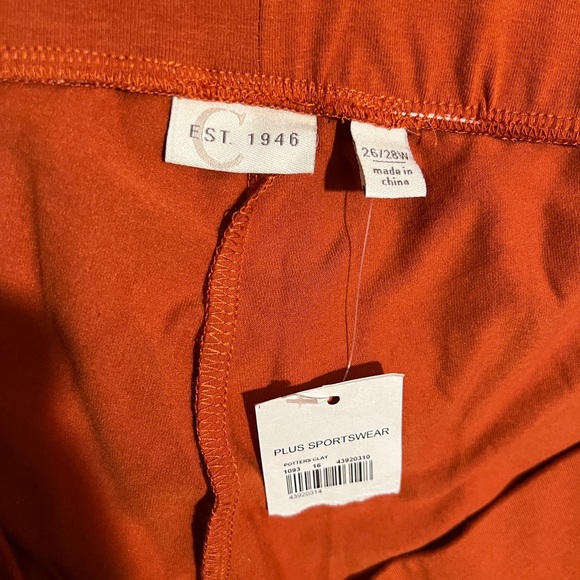 C
EST. 1946
26/28W
made in
china
PLUS SPORTSWEAR
POTTERS CLAY
1093 16 43920310
43920314